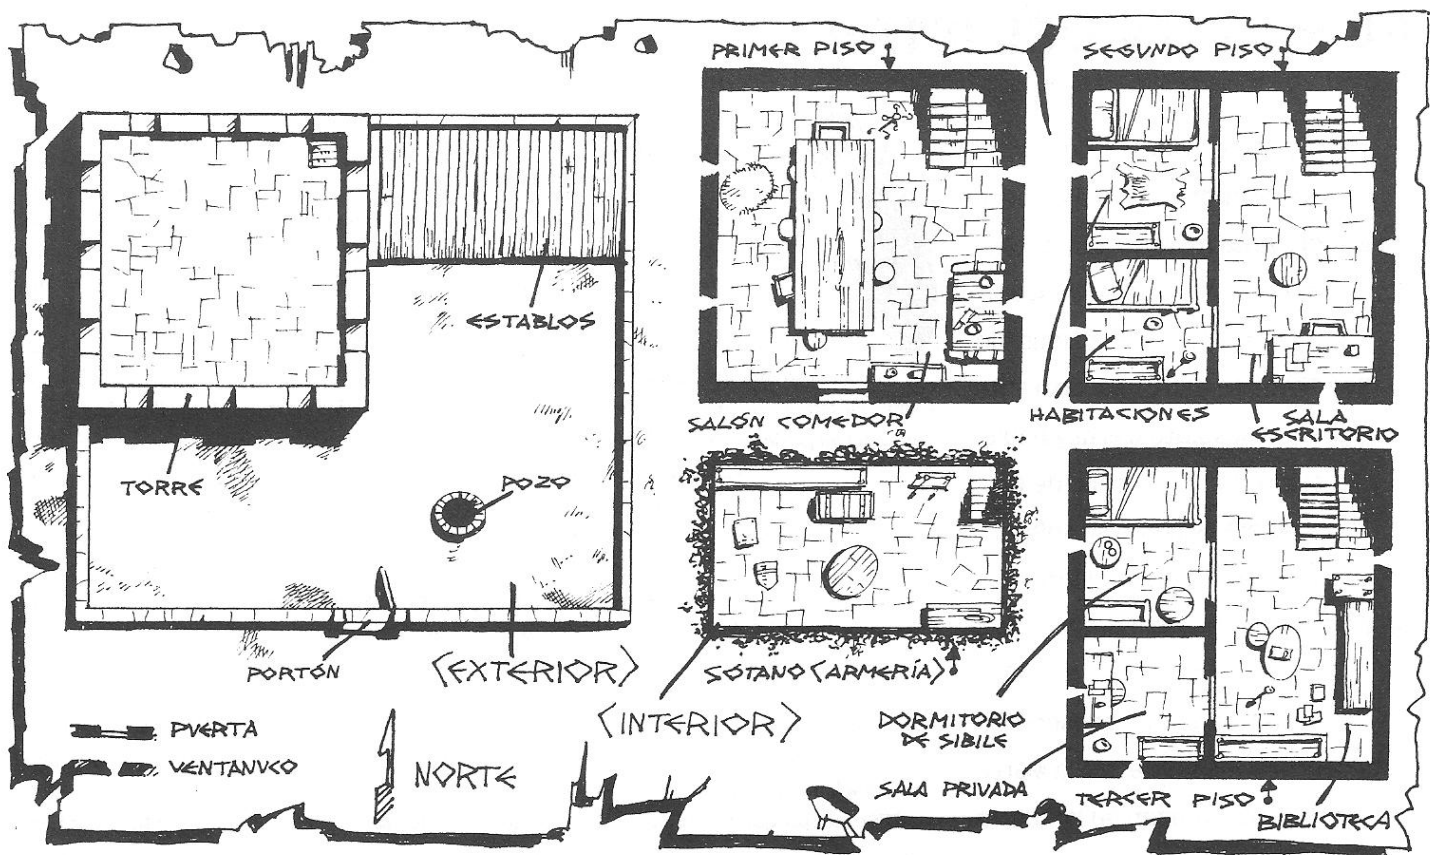 PRIMER PISO
SEGUNDO PISO
ESTABLOS
SALÓN COMEDOR
HABITACIONES
SALA
ESCRITORIO
TORRE
POZO
PORTÓN
<EXTERIOR>
SÓTANO (ARMERÍA)
<INTERIOR>
DORMITORIO
DE SIBILE
SALA PRIVADA
TERCER PISO
BIBLIOTECA
PUERTA
VENTANUCO
NORTE